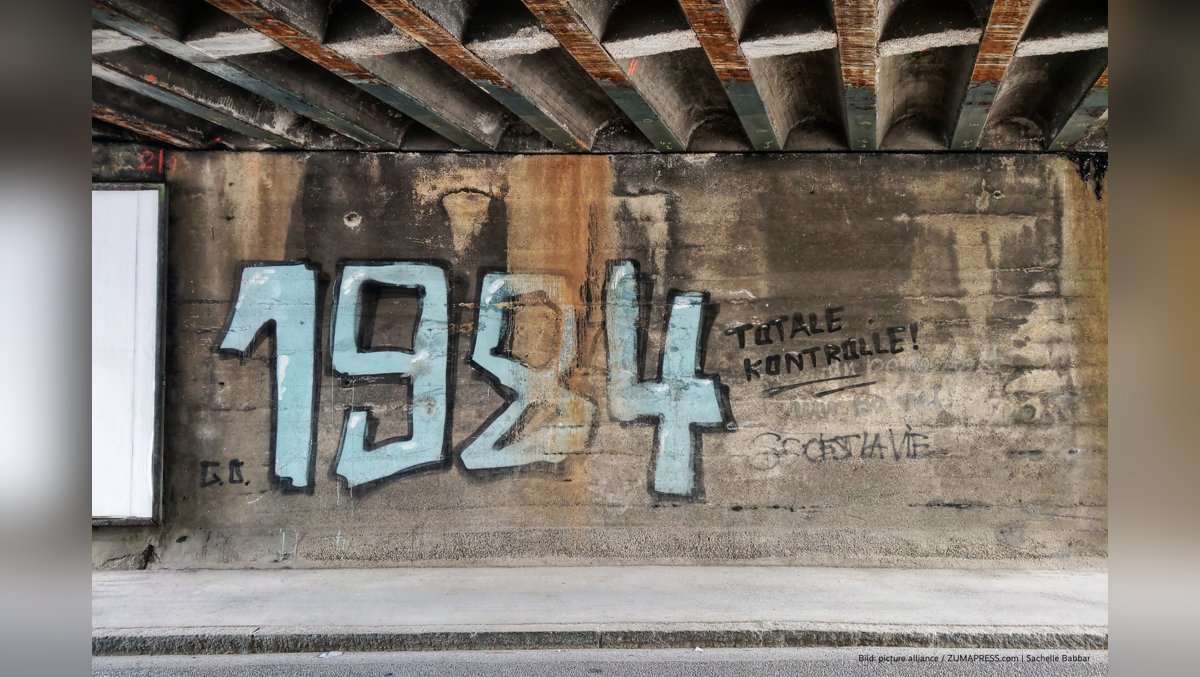 21
1984
TOTALE
KONTROLLE!
G.O.
C'EST LA VIE
Bild: picture alliance / ZUMAPRESS.com | Sachelle Babbar